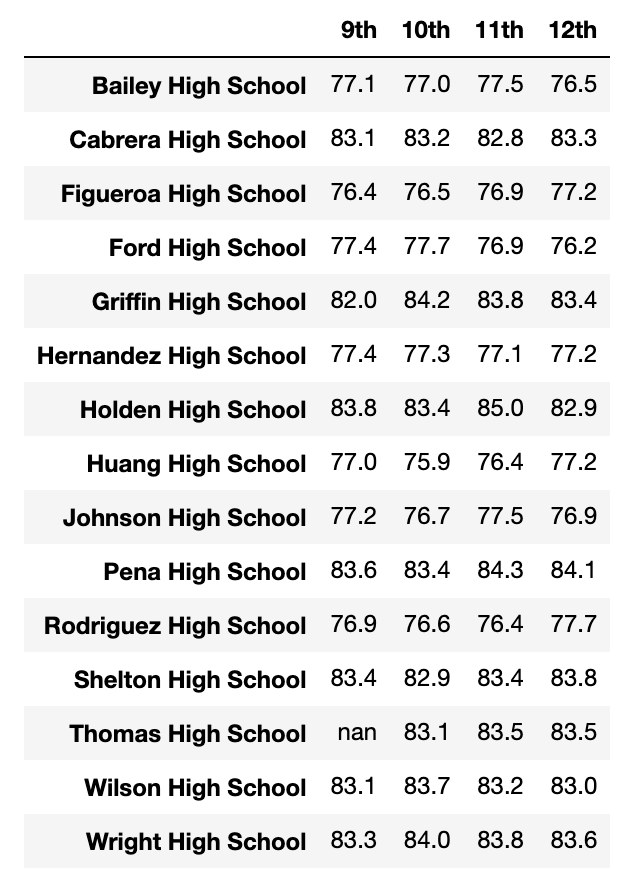 9th 10th 11th 12th
Bailey High School 77.1 77.0 77.5 76.5
Cabrera High School 83.1 83.2 82.8 83.3
Figueroa High School 76.4 76.5 76.9 77.2
Ford High School 77.4 77.7 76.9 76.2
Griffin High School 82.0 84.2 83.8 83.4
Hernandez High School 77.4 77.3 77.1 77.2
Holden High School 83.8 83.4 85.0 82.9
Huang High School 77.0 75.9 76.4 77.2
Johnson High School 77.2 76.7 77.5 76.9
Pena High School 83.6 83.4 84.3 84.1
Rodriguez High School 76.9 76.6 76.4 77.7
Shelton High School 83.4 82.9 83.4 83.8
Thomas High School nan 83.1 83.5 83.5
Wilson High School 83.1 83.7 83.2 83.0
Wright High School 83.3 84.0 83.8 83.6